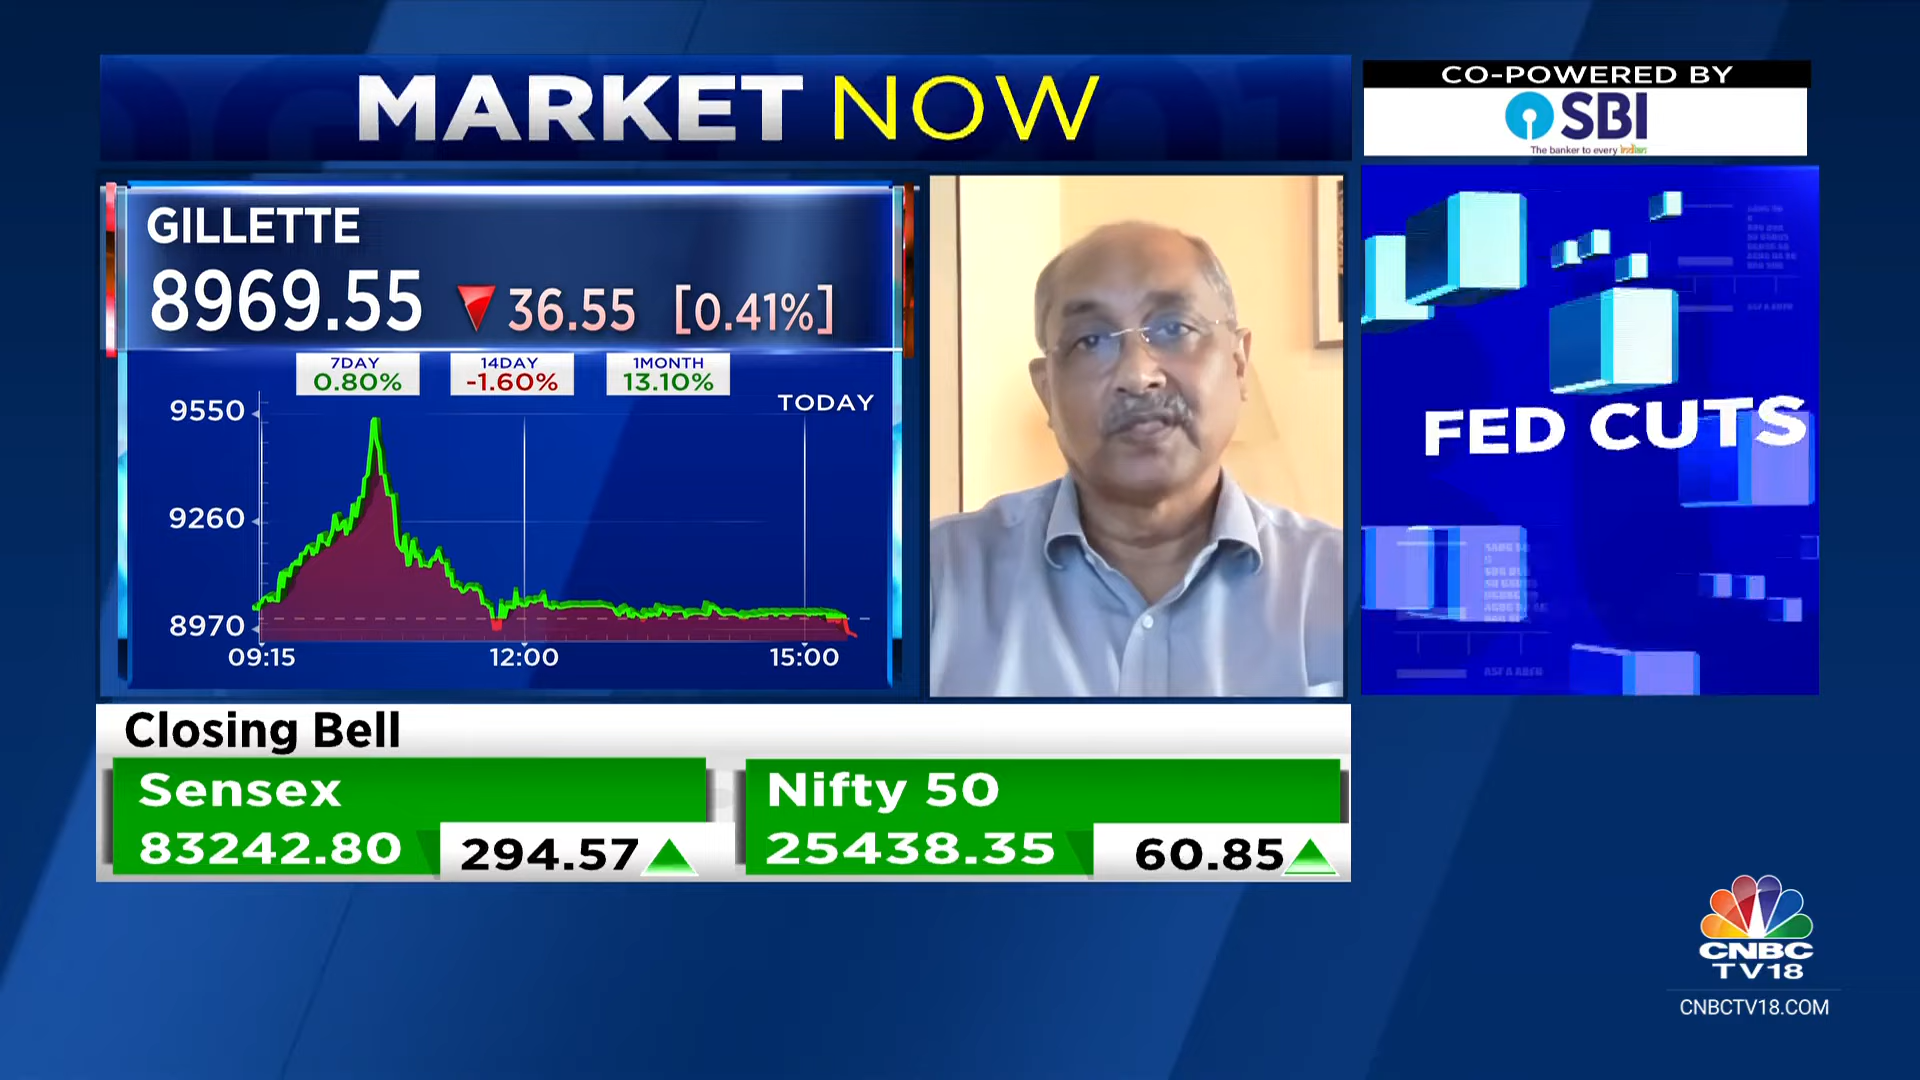 MARKET NOW
CO-POWERED BY
SBI
The banker to every Indian
GILLETTE
8969.55 ▼ 36.55 [0.41%]
7DAY
0.80%
14DAY
-1.60%
1MONTH
13.10%
TODAY
9550
9260
8970
09:15 12:00 15:00
FED CUTS
Closing Bell
Sensex
83242.80 294.57 ▲
Nifty 50
25438.35 60.85 ▲
CNBC
TV18
CNBCTV18.COM